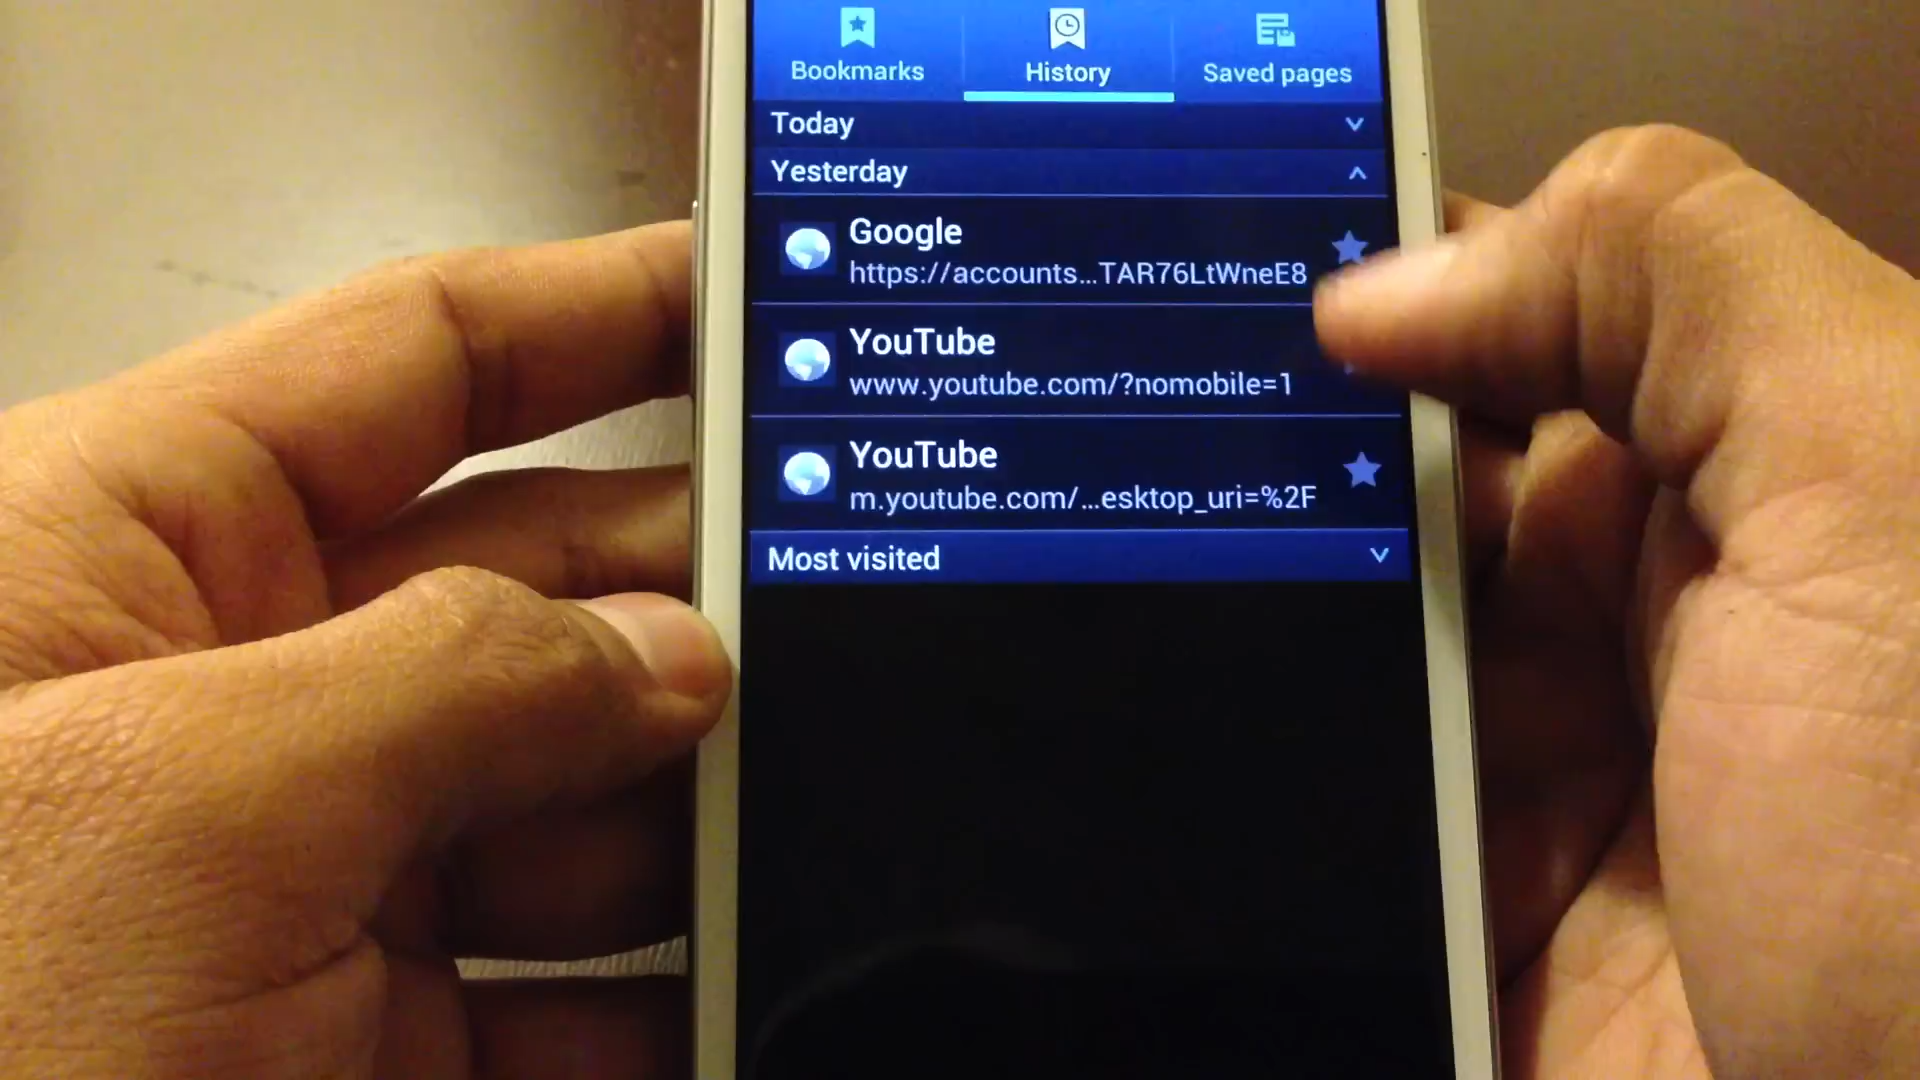 Bookmarks
History
Saved pages
Today
Yesterday
Google
https://accounts...TAR76LtWneE8
YouTube
www.youtube.com/?nomobile=1
YouTube
m.youtube.com/...esktop_uri=%2F
Most visited